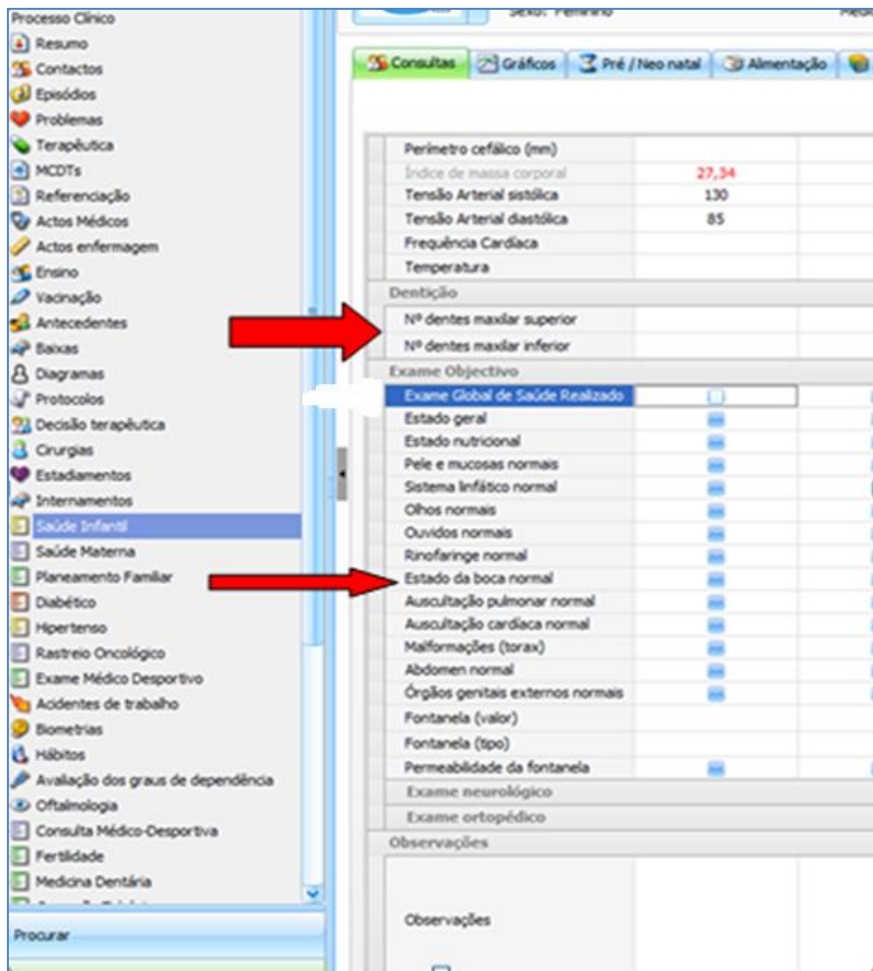 Processo Clínico
Resumo
Contactos
Episódios
Problemas
Terapêutica
MCDTs
Referenciação
Actos Médicos
Actos enfermagem
Ensino
Vacinação
Antecedentes
Baixas
Diagramas
Protocolos
Decisão terapêutica
Cirurgias
Estadiamentos
Internamentos
Saúde Infantil
Saúde Materna
Planeamento Familiar
Diabético
Hipertenso
Rastreio Oncológico
Exame Médico Desportivo
Acidentes de trabalho
Biometrias
Hábitos
Avaliação dos graus de dependência
Oftalmologia
Consulta Médico-Desportiva
Fertilidade
Medicina Dentária
Procurar
Sexo: Feminino
Consultas Gráficos Pré / Neo natal Alimentação
Perímetro cefálico (mm)
Índice de massa corporal 27,34
Tensão Arterial sistólica 130
Tensão Arterial diastólica 85
Frequência Cardíaca
Temperatura
Dentição
Nº dentes maxilar superior
Nº dentes maxilar inferior
Exame Objectivo
Exame Global de Saúde Realizado
Estado geral
Estado nutricional
Pele e mucosas normais
Sistema linfático normal
Olhos normais
Ouvidos normais
Rinofaringe normal
Estado da boca normal
Auscultação pulmonar normal
Auscultação cardíaca normal
Malformações (torax)
Abdomen normal
Órgãos genitais externos normais
Fontanela (valor)
Fontanela (tipo)
Permeabilidade da fontanela
Exame neurológico
Exame ortopédico
Observações
Observações